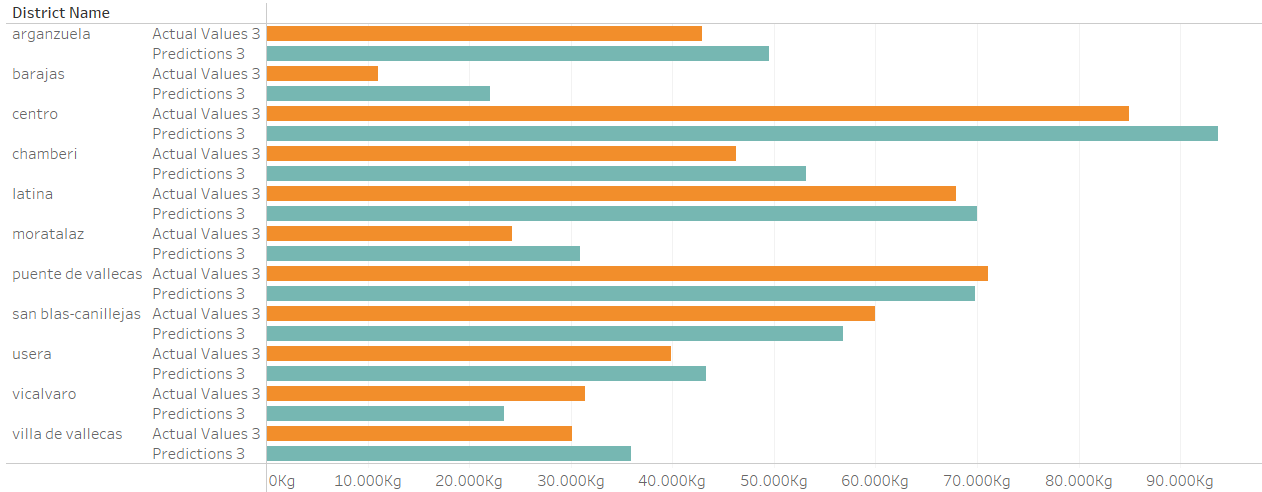 District Name
arganzuela Actual Values 3
Predictions 3
barajas Actual Values 3
Predictions 3
centro Actual Values 3
Predictions 3
chamberi Actual Values 3
Predictions 3
latina Actual Values 3
Predictions 3
moratalaz Actual Values 3
Predictions 3
puente de vallecas Actual Values 3
Predictions 3
san blas-canillejas Actual Values 3
Predictions 3
usera Actual Values 3
Predictions 3
vicalvaro Actual Values 3
Predictions 3
villa de vallecas Actual Values 3
Predictions 3
0Kg 10.000Kg 20.000Kg 30.000Kg 40.000Kg 50.000Kg 60.000Kg 70.000Kg 80.000Kg 90.000Kg